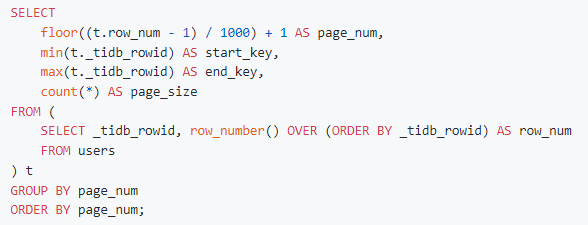 SELECT
    floor((t.row_num - 1) / 1000) + 1 AS page_num,
    min(t._tidb_rowid) AS start_key,
    max(t._tidb_rowid) AS end_key,
    count(*) AS page_size
FROM (
    SELECT _tidb_rowid, row_number() OVER (ORDER BY _tidb_rowid) AS row_num
    FROM users
) t
GROUP BY page_num
ORDER BY page_num;